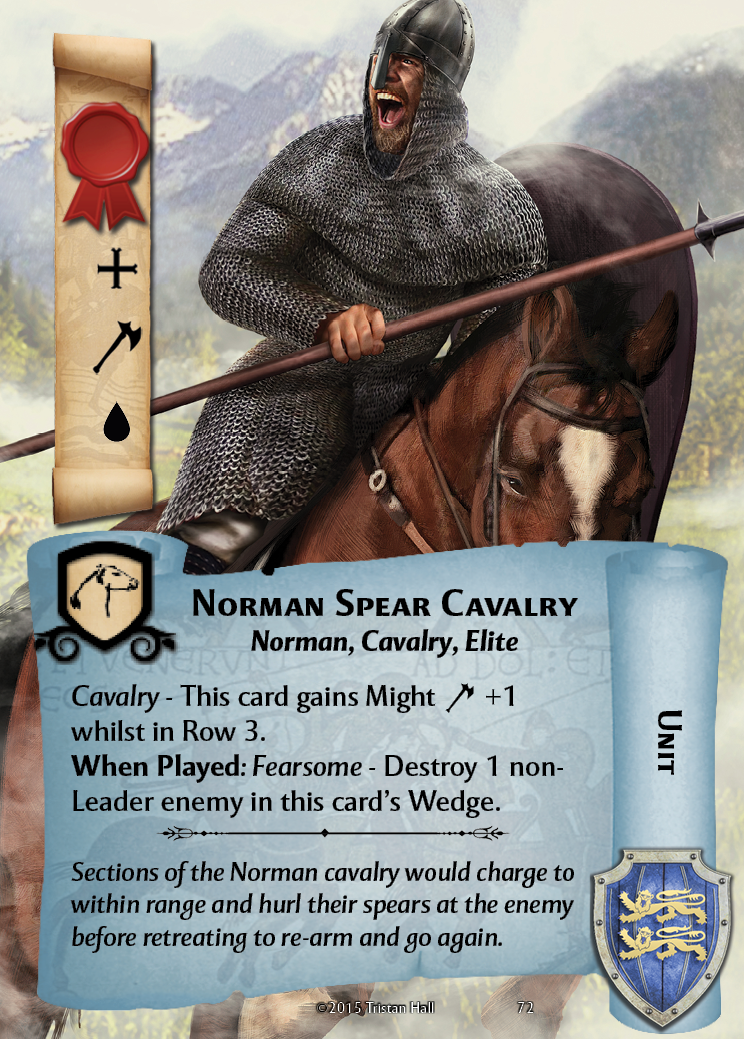 Norman Spear Cavalry
Norman, Cavalry, Elite
Cavalry - This card gains Might +1
whilst in Row 3.
When Played: Fearsome - Destroy 1 non-
Leader enemy in this card's Wedge.
Sections of the Norman cavalry would charge to
within range and hurl their spears at the enemy
before retreating to re-arm and go again.
Unit
©2015 Tristan Hall 72